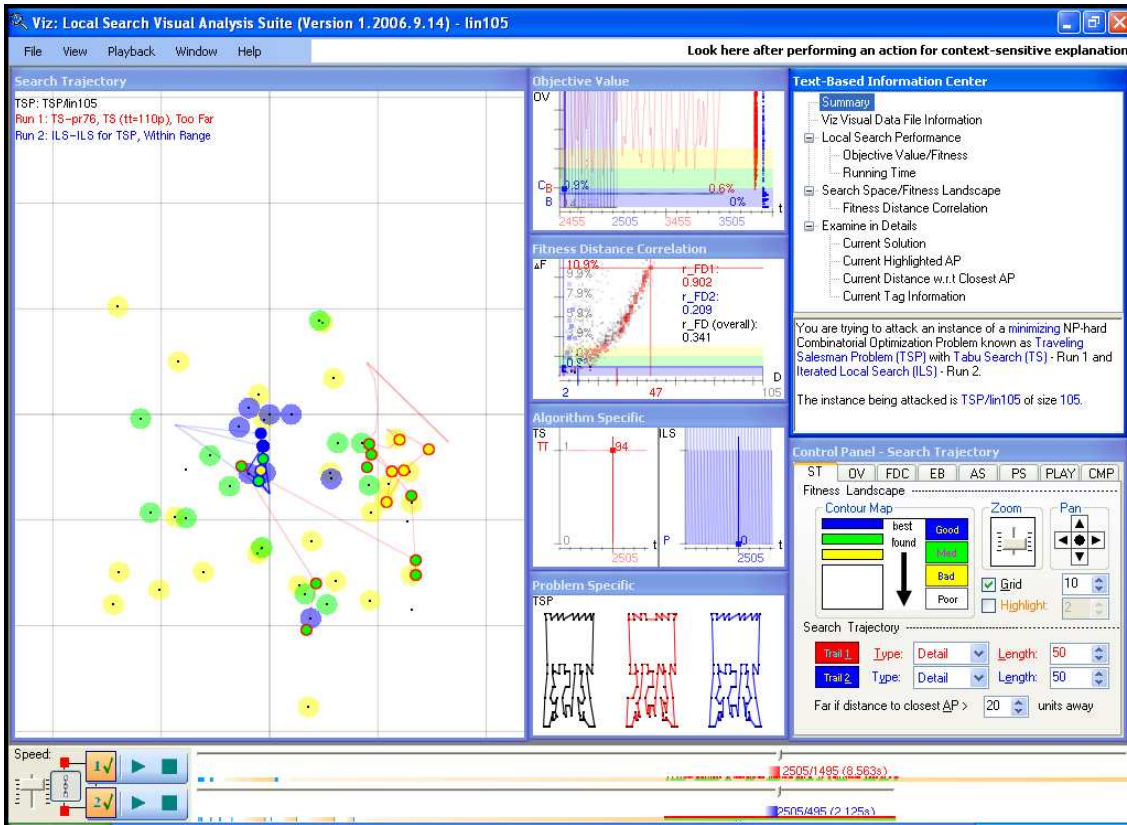 Viz: Local Search Visual Analysis Suite (Version 1.2006.9.14) - lin105
File View Playback Window Help
Look here after performing an action for context-sensitive explanation
Search Trajectory
TSP: TSP/lin105
Run 1: TS-pr76, TS (tt=110p), Too Far
Run 2: ILS-ILS for TSP, Within Range
Objective Value
OV
CB 0.9% 0.6%
B 0%
t
2455 2505 3455 3505
Fitness Distance Correlation
ΔF
10.9%
9.9%
7.9%
r_FD1:
0.902
r_FD2:
0.209
r_FD (overall):
0.341
D
2 47 105
Algorithm Specific
TS ILS
TT 1 94
0 P 0
t t
2505 2505
Problem Specific
TSP
Text-Based Information Center
Summary
Viz Visual Data File Information
Local Search Performance
Objective Value/Fitness
Running Time
Search Space/Fitness Landscape
Fitness Distance Correlation
Examine in Details
Current Solution
Current Highlighted AP
Current Distance w.r.t Closest AP
Current Tag Information
You are trying to attack an instance of a minimizing NP-hard
Combinatorial Optimization Problem known as Traveling
Salesman Problem (TSP) with Tabu Search (TS) - Run 1 and
Iterated Local Search (ILS) - Run 2.
The instance being attacked is TSP/lin105 of size 105.
Control Panel - Search Trajectory
ST OV FDC EB AS PS PLAY CMP
Fitness Landscape
Contour Map Zoom Pan
best
found
Good
Med
Bad
Poor
Grid 10
Highlight: 2
Search Trajectory
Trail 1 Type: Detail Length: 50
Trail 2 Type: Detail Length: 50
Far if distance to closest AP > 20 units away
Speed:
1
2505/1495 (8.563s)
2
2505/495 (2.125s)